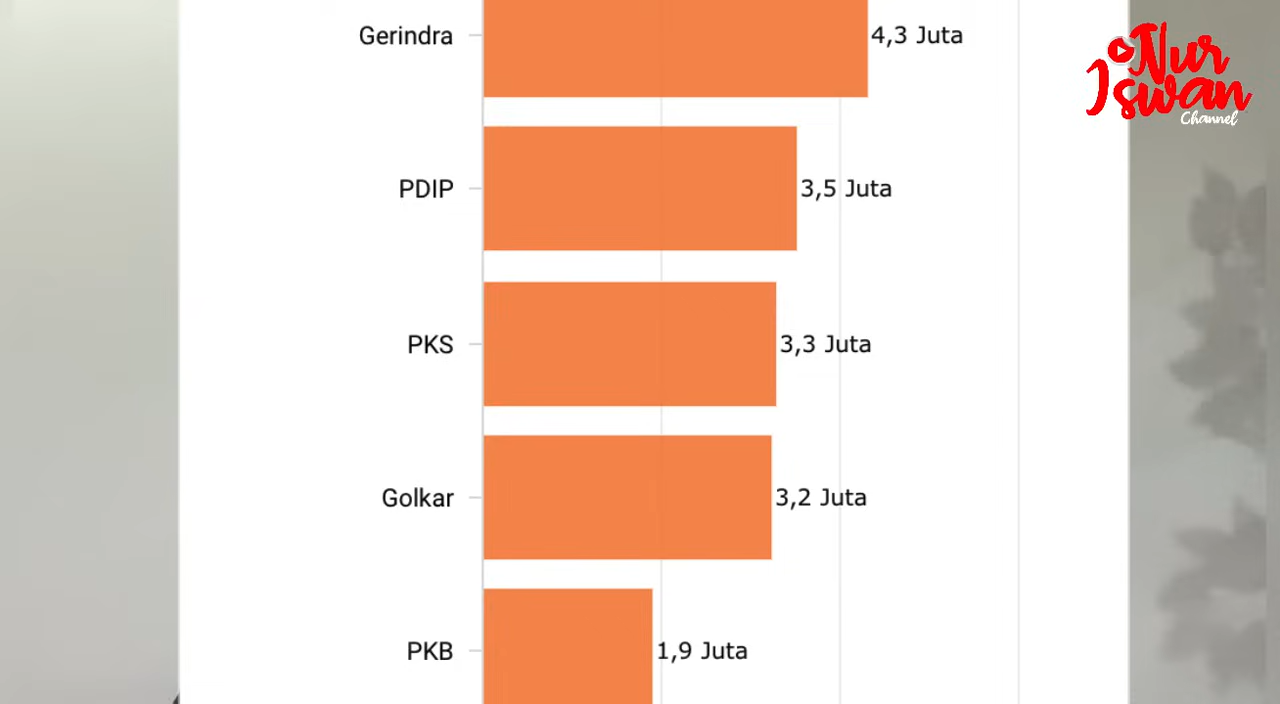 Gerindra 4,3 Juta
Nur
Iswan
Channel
PDIP 3,5 Juta
PKS 3,3 Juta
Golkar 3,2 Juta
PKB 1,9 Juta